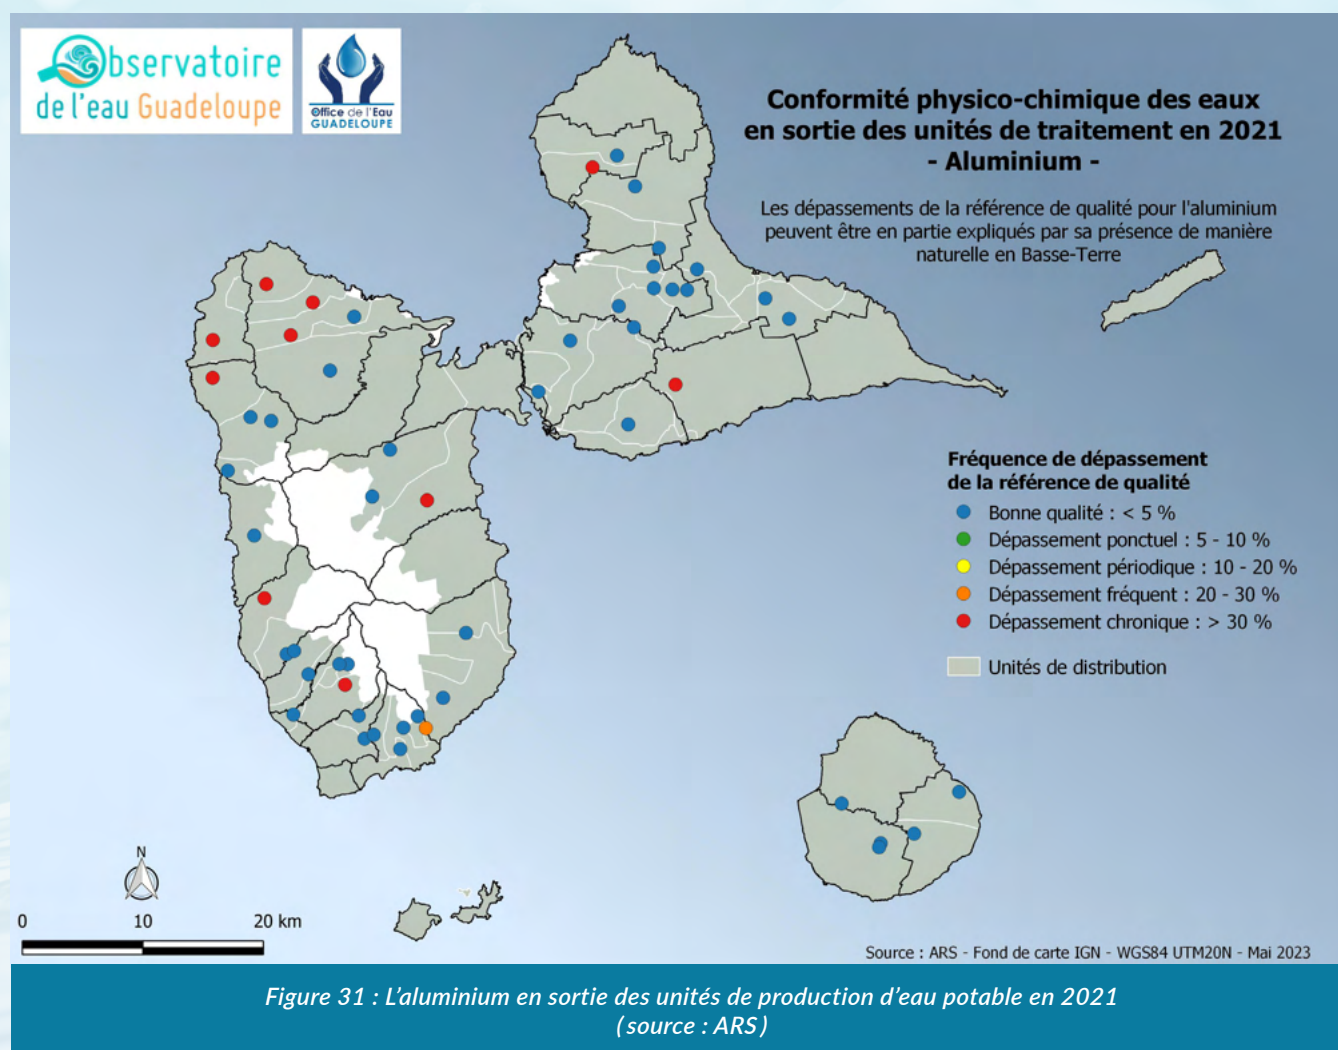 Observatoire
de l'eau Guadeloupe
Office de l'Eau
GUADELOUPE
Conformité physico-chimique des eaux
en sortie des unités de traitement en 2021
- Aluminium -
Les dépassements de la référence de qualité pour l'aluminium
peuvent être en partie expliqués par sa présence de manière
naturelle en Basse-Terre
Fréquence de dépassement
de la référence de qualité
Bonne qualité : < 5 %
Dépassement ponctuel : 5 - 10 %
Dépassement périodique : 10 - 20 %
Dépassement fréquent : 20 - 30 %
Dépassement chronique : > 30 %
Unités de distribution
N
0 10 20 km
Source : ARS - Fond de carte IGN - WGS84 UTM20N - Mai 2023
Figure 31 : L'aluminium en sortie des unités de production d'eau potable en 2021
(source : ARS)